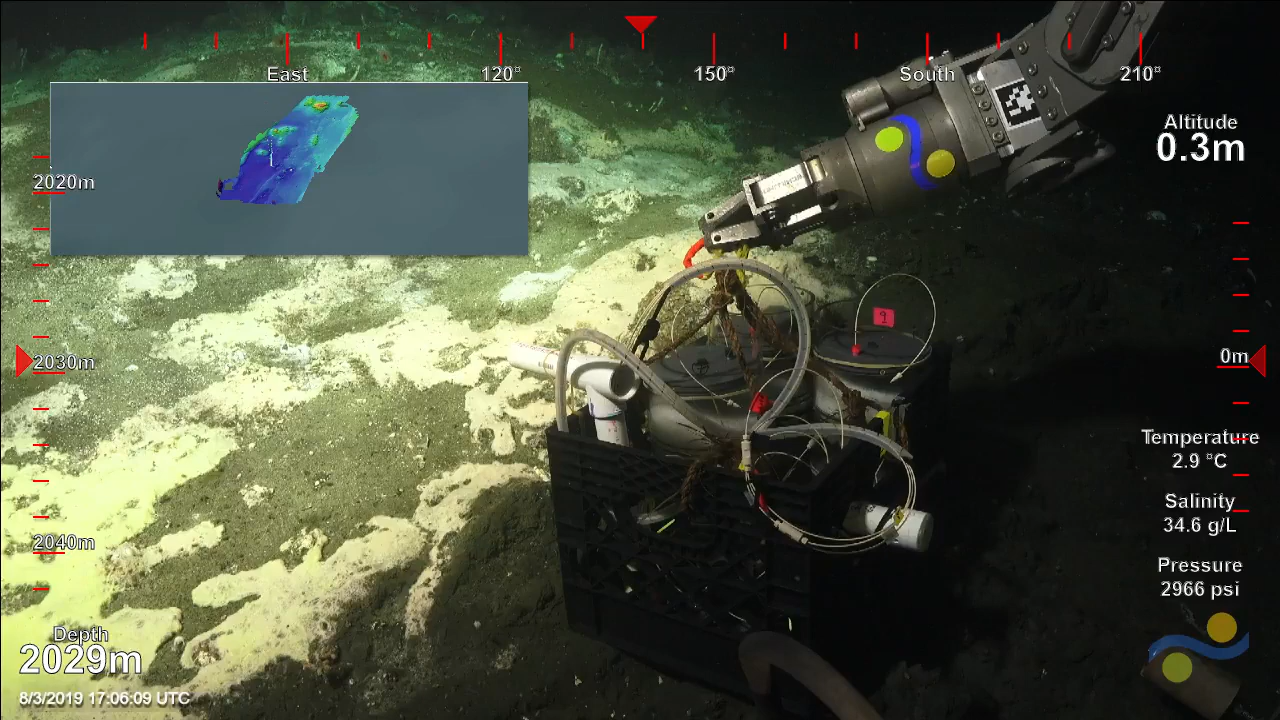 East
120°
150°
South
210°
Altitude
0.3m
2020m
9
2030m
0m
Temperature
2.9 °C
Salinity
34.6 g/L
2040m
Pressure
2966 psi
Depth
2029m
8/3/2019 17:06:09 UTC